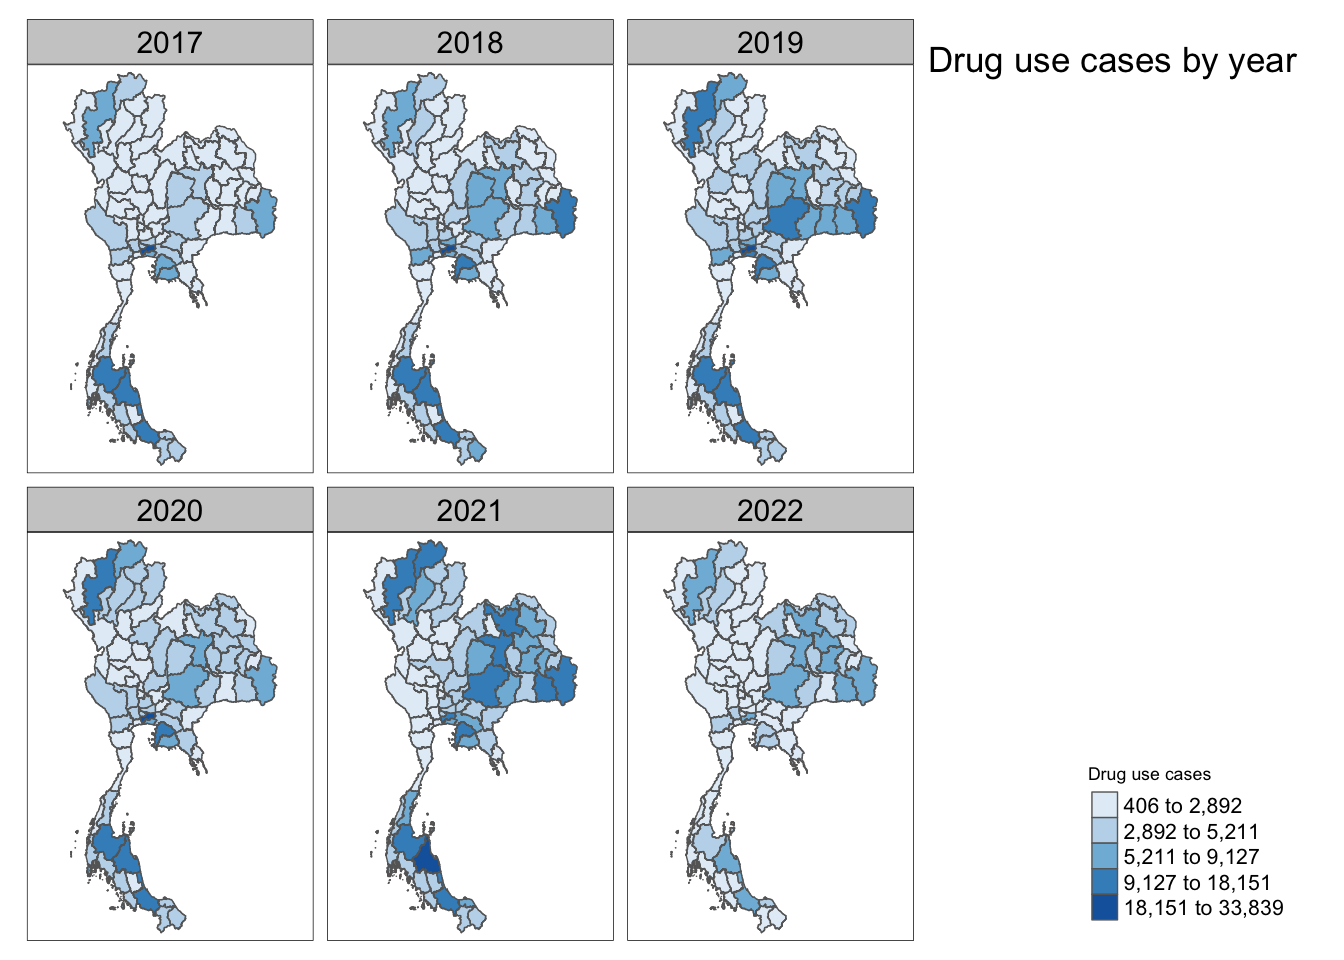 2017
2018
2019
Drug use cases by year
2020
2021
2022
Drug use cases
406 to 2,892
2,892 to 5,211
5,211 to 9,127
9,127 to 18,151
18,151 to 33,839